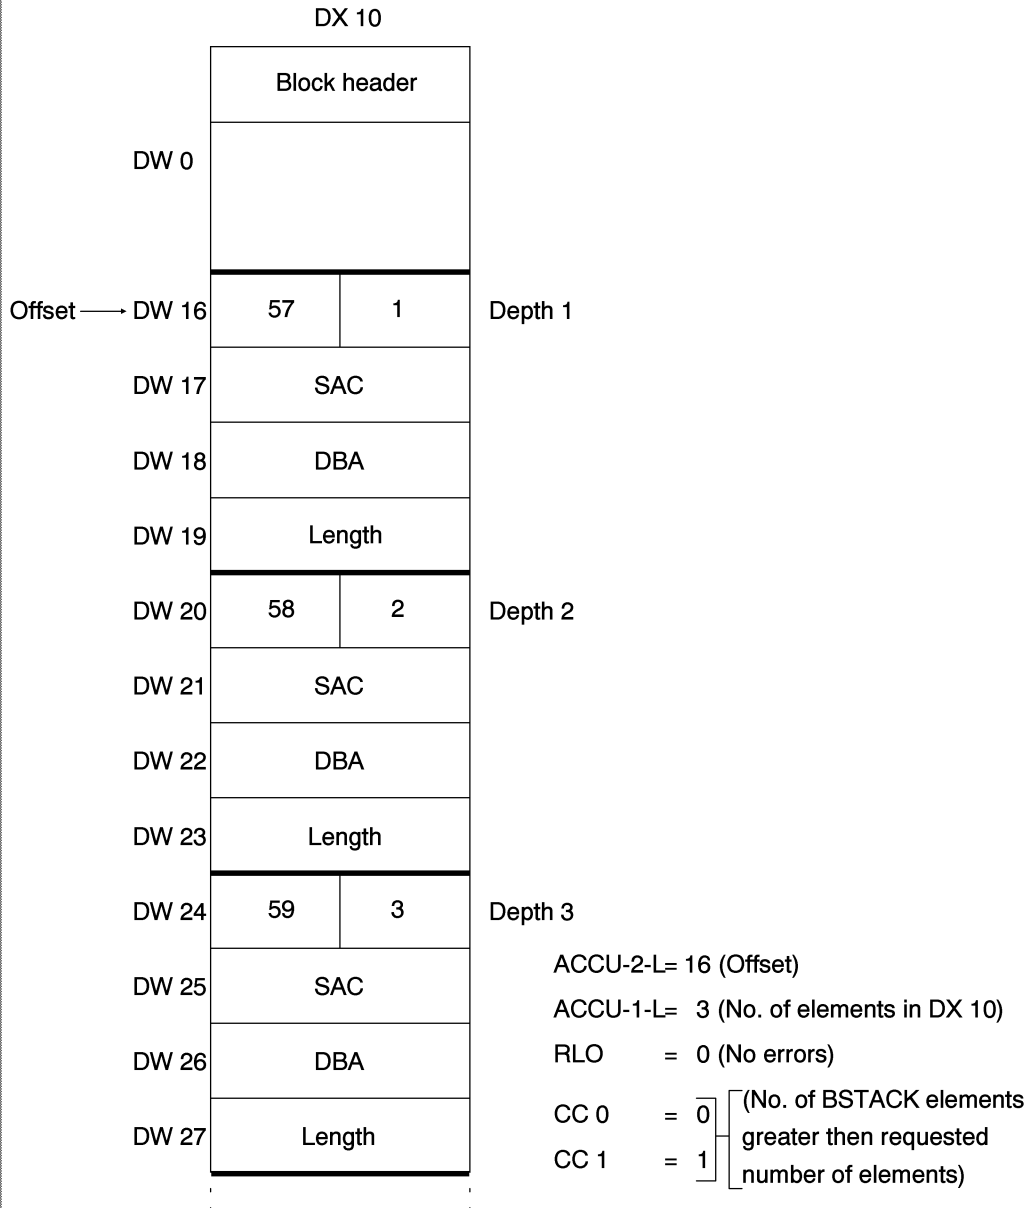 DX 10
Block header
DW 0
Offset DW 16 57 1 Depth 1
DW 17 SAC
DW 18 DBA
DW 19 Length
DW 20 58 2 Depth 2
DW 21 SAC
DW 22 DBA
DW 23 Length
DW 24 59 3 Depth 3
DW 25 SAC
DW 26 DBA
DW 27 Length
ACCU-2-L= 16 (Offset)
ACCU-1-L= 3 (No. of elements in DX 10)
RLO = 0 (No errors)
CC 0 = 0
CC 1 = 1
(No. of BSTACK elements
greater then requested
number of elements)